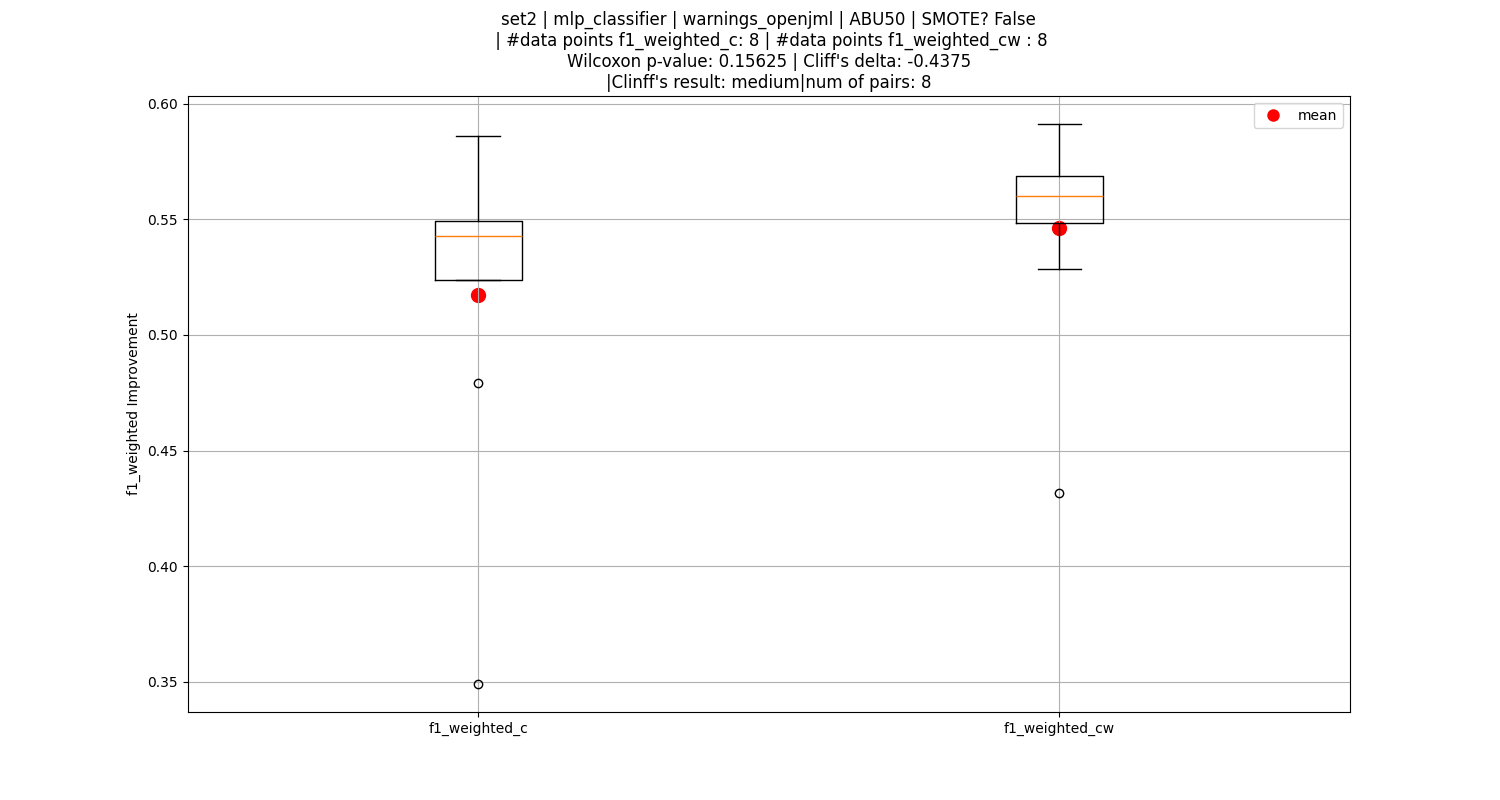 set2 | mlp_classifier | warnings_openjml | ABU50 | SMOTE? False
| #data points f1_weighted_c: 8 | #data points f1_weighted_cw : 8
Wilcoxon p-value: 0.15625 | Cliff's delta: -0.4375
|Clinff's result: medium|num of pairs: 8
mean
f1_weighted Improvement
0.60
0.55
0.50
0.45
0.40
0.35
f1_weighted_c
f1_weighted_cw